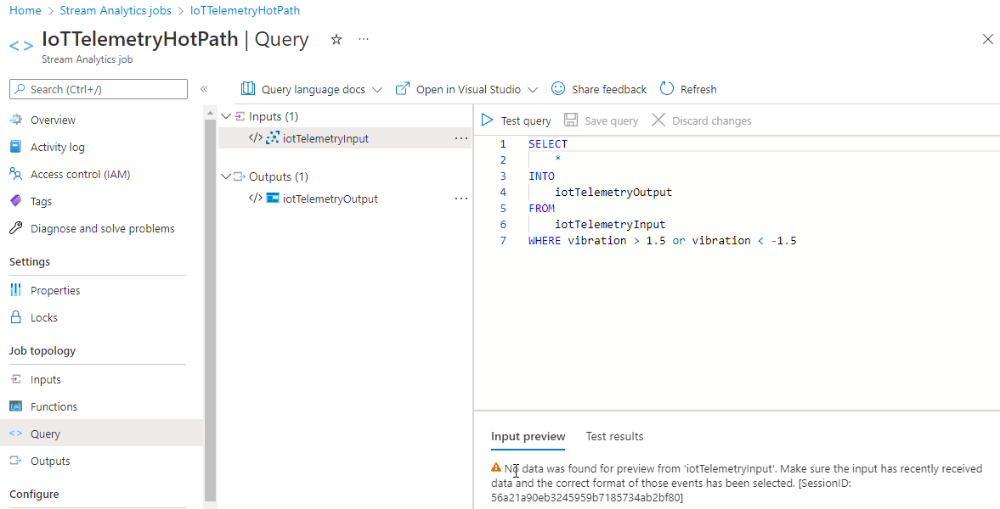 Home > Stream Analytics jobs > IoTTelemetryHotPath
<> IoTTelemetryHotPath | Query ☆ ···
Stream Analytics job
Search (Ctrl+/) «
Overview
Activity log
Access control (IAM)
Tags
Diagnose and solve problems
Settings
Properties
Locks
Job topology
Inputs
Functions
<> Query
Outputs
Configure
Query language docs Open in Visual Studio Share feedback Refresh
Inputs (1)
</> iotTelemetryInput ···
Outputs (1)
</> iotTelemetryOutput ···
Test query Save query Discard changes
1 SELECT
2 *
3 INTO
4 iotTelemetryOutput
5 FROM
6 iotTelemetryInput
7 WHERE vibration > 1.5 or vibration < -1.5
Input preview Test results
No data was found for preview from 'iotTelemetryInput'. Make sure the input has recently received
data and the correct format of those events has been selected. [SessionID:
56a21a90eb3245959b7185734ab2bf80]